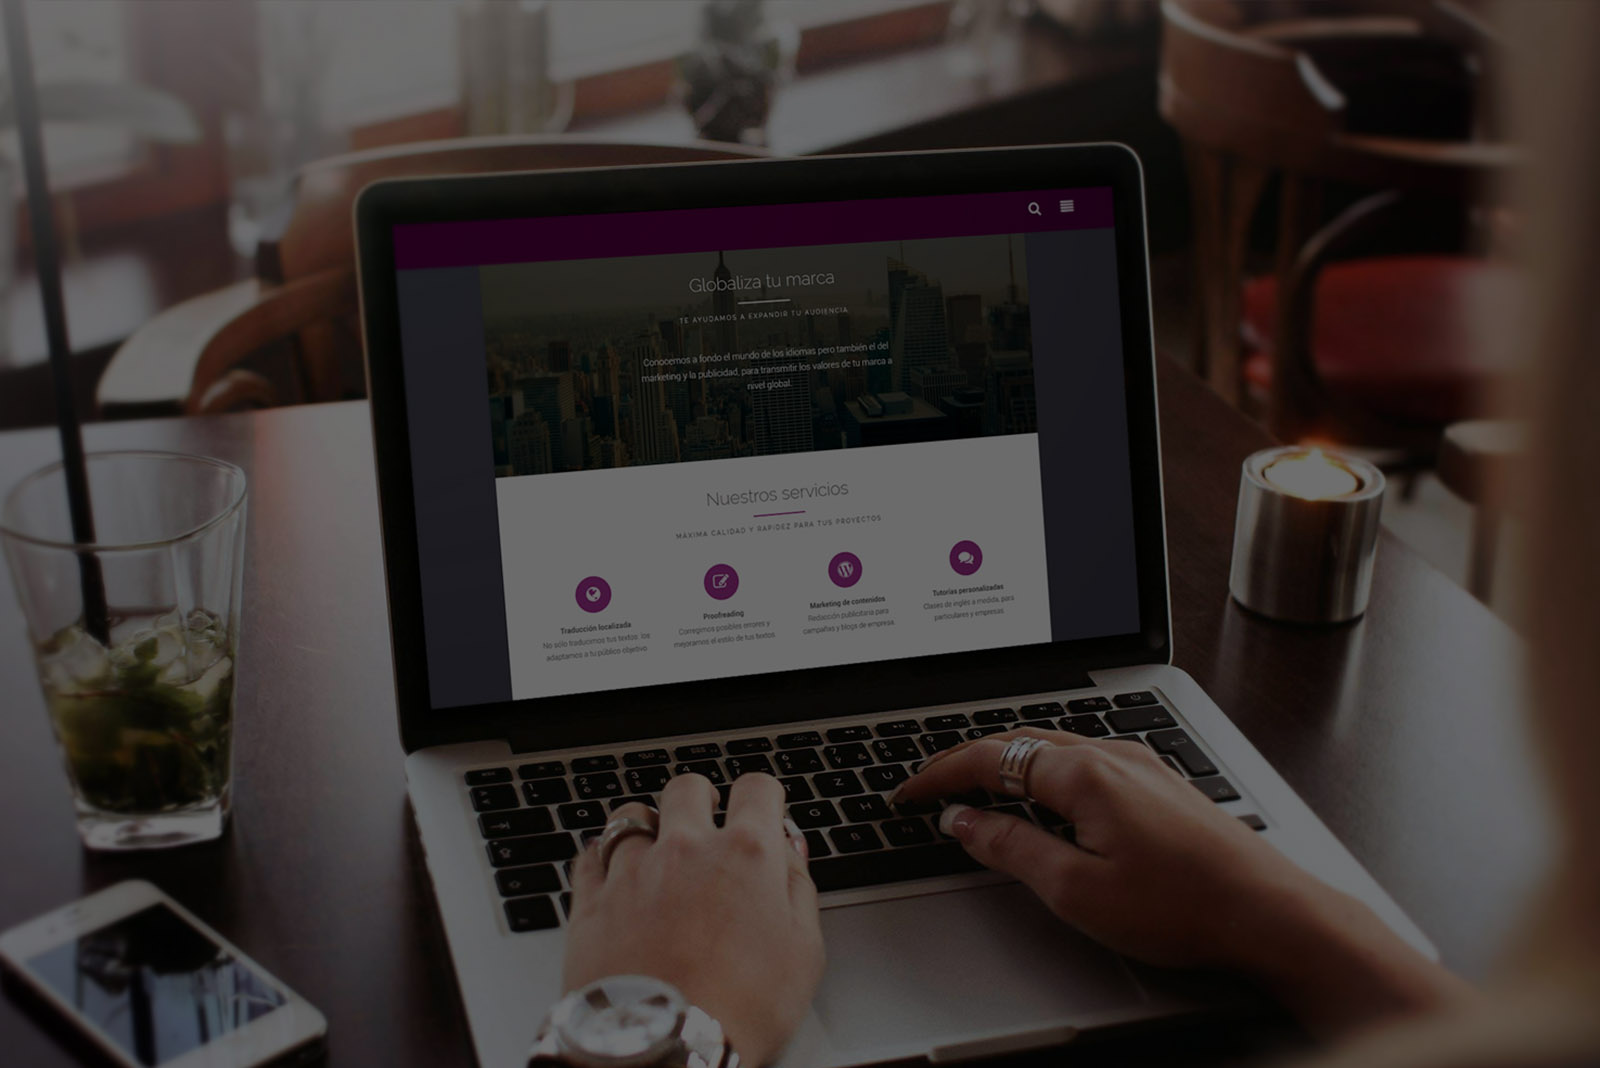 Globaliza tu marca
TE AYUDAMOS A EXPANDIR TU AUDIENCIA
Conocemos a fondo el mundo de los idiomas pero también el del
marketing y la publicidad, para transmitir los valores de tu marca a
nivel global.
Nuestros servicios
MÁXIMA CALIDAD Y RAPIDEZ PARA TUS PROYECTOS
Traducción localizada
No sólo traducimos tus textos: los
adaptamos a tu público objetivo
Proofreading
Corregimos posibles errores y
mejoramos el estilo de tus textos
Marketing de contenidos
Redacción publicitaria para
campañas y blogs de empresa.
Tutorías personalizadas
Clases de inglés a medida, para
particulares y empresas.